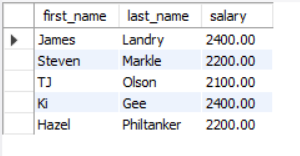 first_name last_name salary
James Landry 2400.00
Steven Markle 2200.00
TJ Olson 2100.00
Ki Gee 2400.00
Hazel Philtanker 2200.00